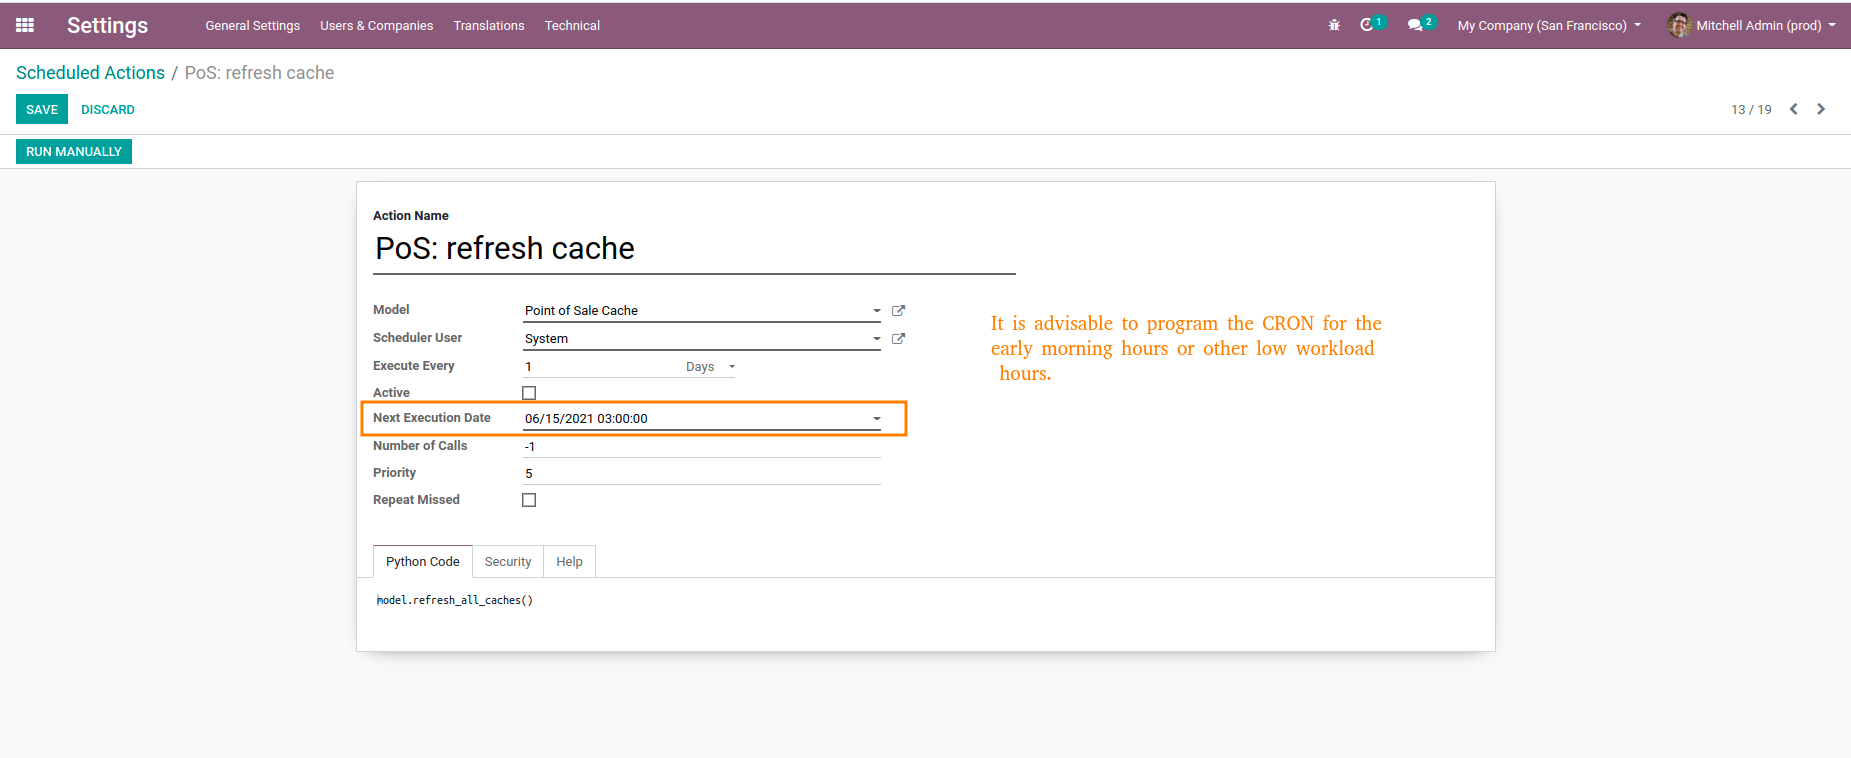 Settings General Settings Users & Companies Translations Technical 1 2 My Company (San Francisco) Mitchell Admin (prod)
Scheduled Actions / PoS: refresh cache
SAVE DISCARD 13 / 19
RUN MANUALLY
Action Name
PoS: refresh cache
Model Point of Sale Cache
Scheduler User System
Execute Every 1 Days
Active
Next Execution Date 06/15/2021 03:00:00
Number of Calls -1
Priority 5
Repeat Missed
It is advisable to program the CRON for the
early morning hours or other low workload
hours.
Python Code Security Help
model.refresh_all_caches()